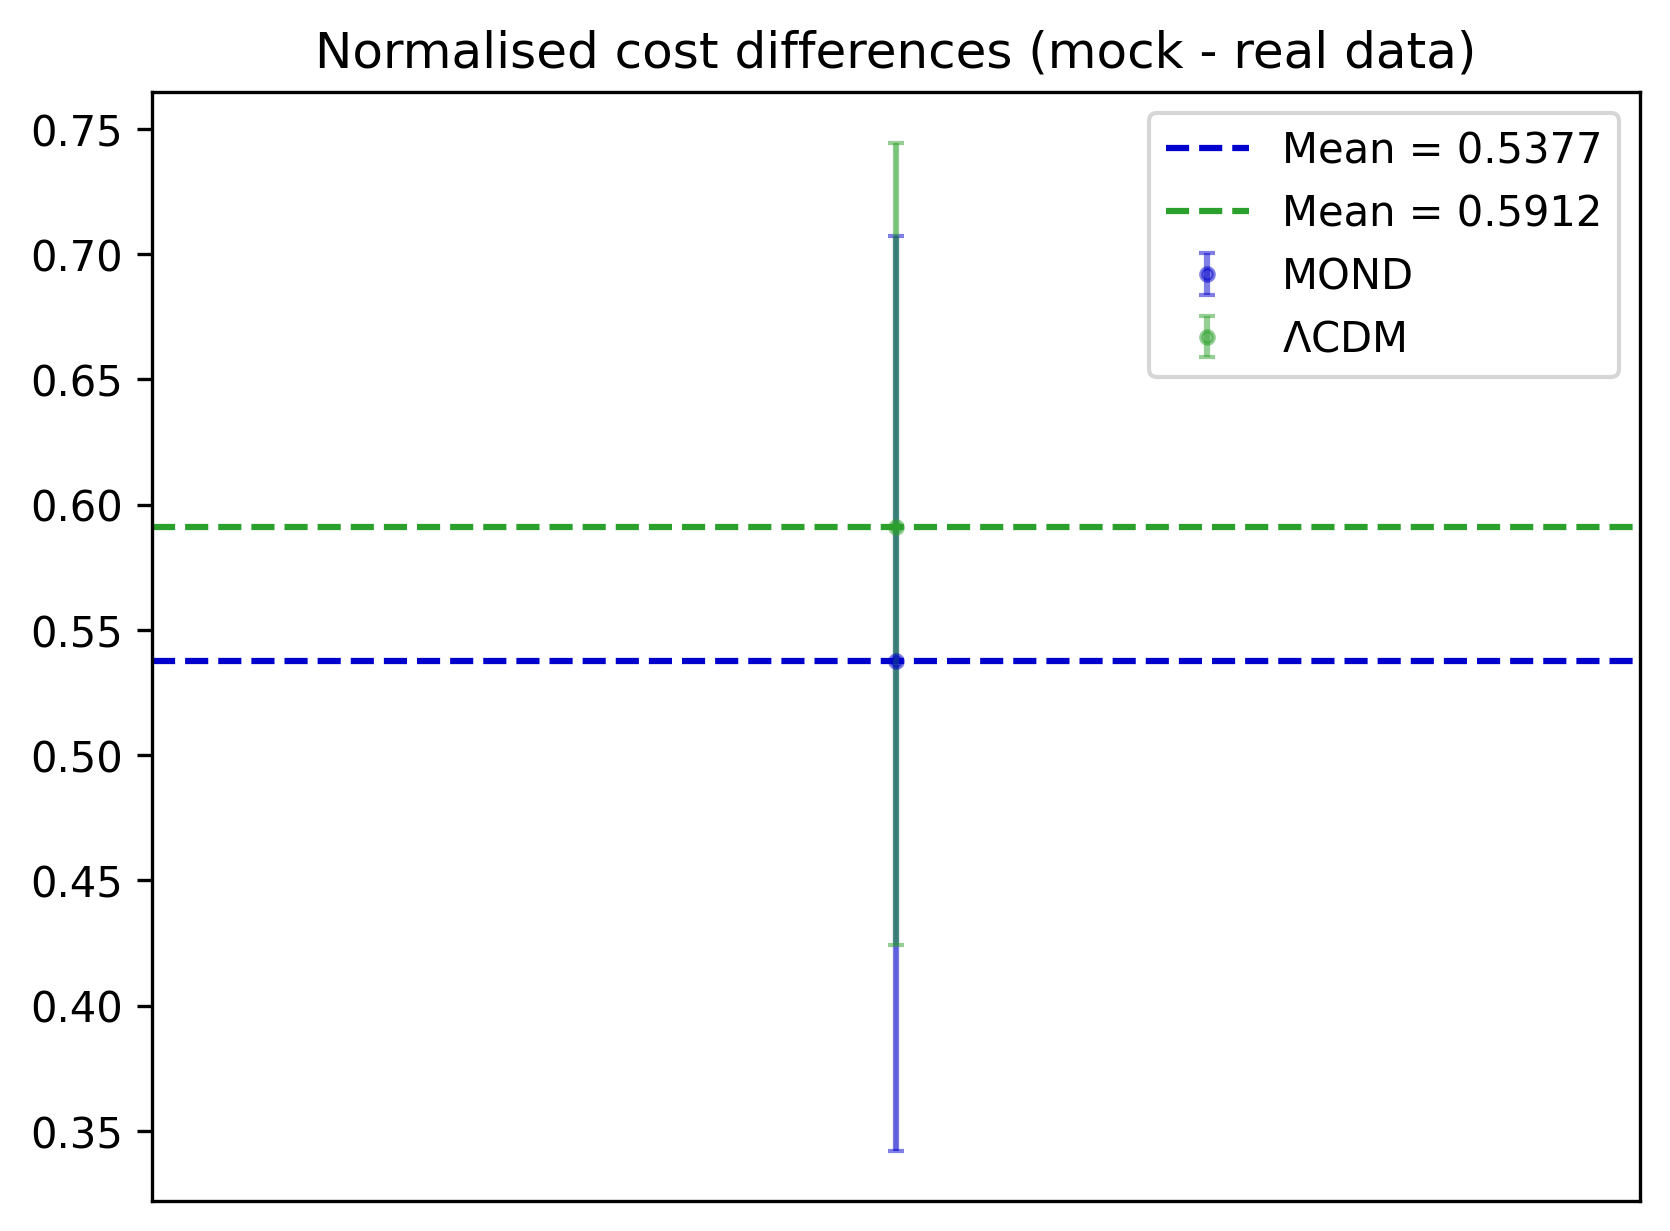 Normalised cost differences (mock - real data)
0.75
0.70
0.65
0.60
0.55
0.50
0.45
0.40
0.35
Mean = 0.5377
Mean = 0.5912
MOND
ΛCDM